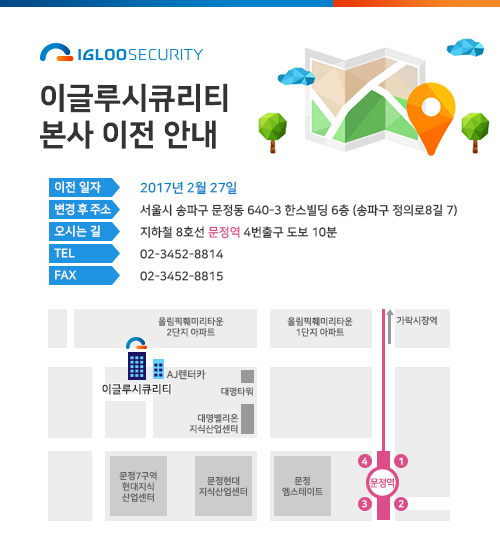 IGLOOSECURITY
이글루시큐리티
본사 이전 안내
이전 일자 2017년 2월 27일
변경 후 주소 서울시 송파구 문정동 640-3 한스빌딩 6층 (송파구 정의로8길 7)
오시는 길 지하철 8호선 문정역 4번출구 도보 10분
TEL 02-3452-8814
FAX 02-3452-8815
올림픽훼미리타운
2단지 아파트
올림픽훼미리타운
1단지 아파트
가락시장역
AJ렌터카
이글루시큐리티
대명타워
대명벨리온
지식산업센터
문정7구역
현대지식
산업센터
문정현대
지식산업센터
문정
엠스테이트
4 1
문정역
3 2